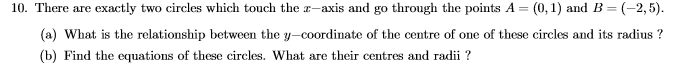 10. There are exactly two circles which touch the x−axis and go through the points A = (0, 1) and B = (−2, 5).
(a) What is the relationship between the y−coordinate of the centre of one of these circles and its radius ?
(b) Find the equations of these circles. What are their centres and radii ?